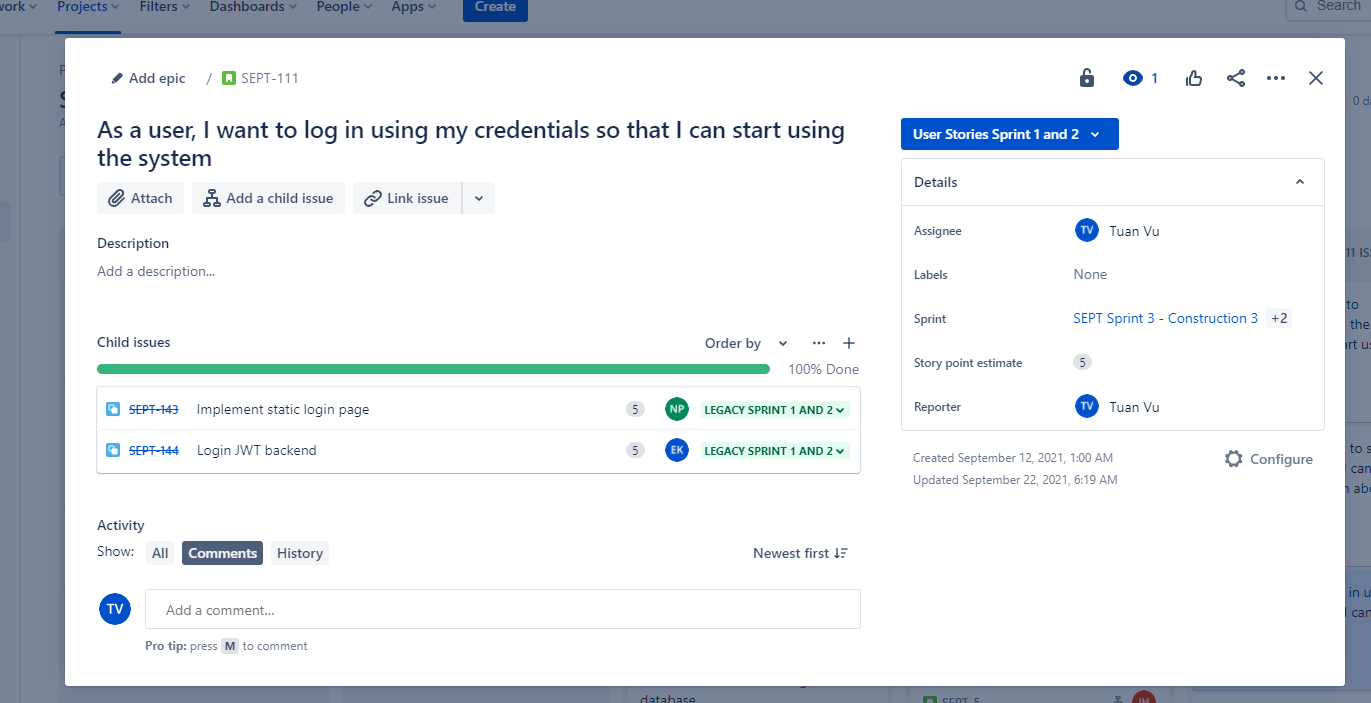 work Projects Filters Dashboards People Apps Create Search
Add epic / SEPT-111
1
As a user, I want to log in using my credentials so that I can start using
the system
Attach Add a child issue Link issue
Description
Add a description...
Child issues Order by
100% Done
SEPT-143 Implement static login page 5 NP LEGACY SPRINT 1 AND 2
SEPT-144 Login JWT backend 5 EK LEGACY SPRINT 1 AND 2
Activity
Show: All Comments History Newest first
TV Add a comment...
Pro tip: press M to comment
User Stories Sprint 1 and 2
Details
Assignee TV Tuan Vu
Labels None
Sprint SEPT Sprint 3 - Construction 3 +2
Story point estimate 5
Reporter TV Tuan Vu
Created September 12, 2021, 1:00 AM
Updated September 22, 2021, 6:19 AM
Configure
database
SEPT-5